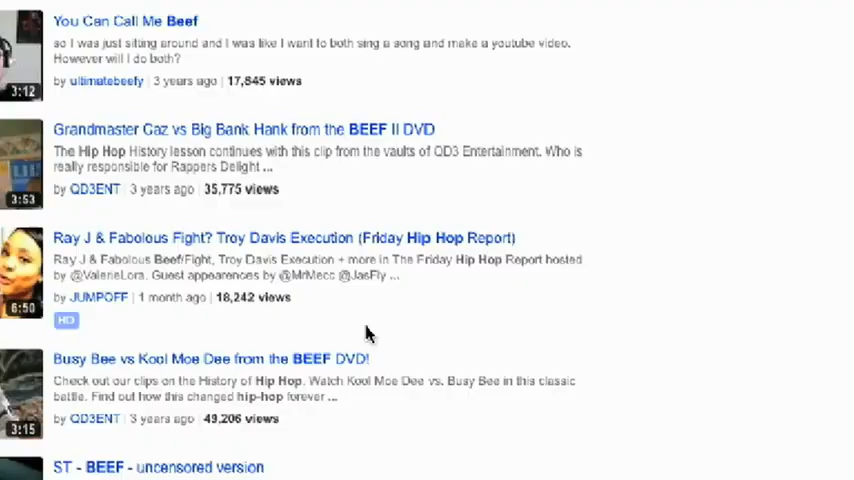 You Can Call Me Beef
so I was just sitting around and I was like I want to both sing a song and make a youtube video.
However will I do both?
by ultimatebeefy | 3 years ago | 17,845 views
3:12
Grandmaster Caz vs Big Bank Hank from the BEEF II DVD
The Hip Hop History lesson continues with this clip from the vaults of QD3 Entertainment. Who is
really responsible for Rappers Delight ...
by QD3ENT | 3 years ago | 35,775 views
3:53
Ray J & Fabolous Fight? Troy Davis Execution (Friday Hip Hop Report)
Ray J & Fabolous Beef/Fight, Troy Davis Execution + more in The Friday Hip Hop Report hosted
by @ValerieLora. Guest appearences by @MrMecc @JasFly ...
by JUMPOFF | 1 month ago | 18,242 views
6:50
HD
Busy Bee vs Kool Moe Dee from the BEEF DVD!
Check out our clips on the History of Hip Hop. Watch Kool Moe Dee vs. Busy Bee in this classic
battle. Find out how this changed hip-hop forever ...
by QD3ENT | 3 years ago | 49,206 views
3:15
ST - BEEF - uncensored version